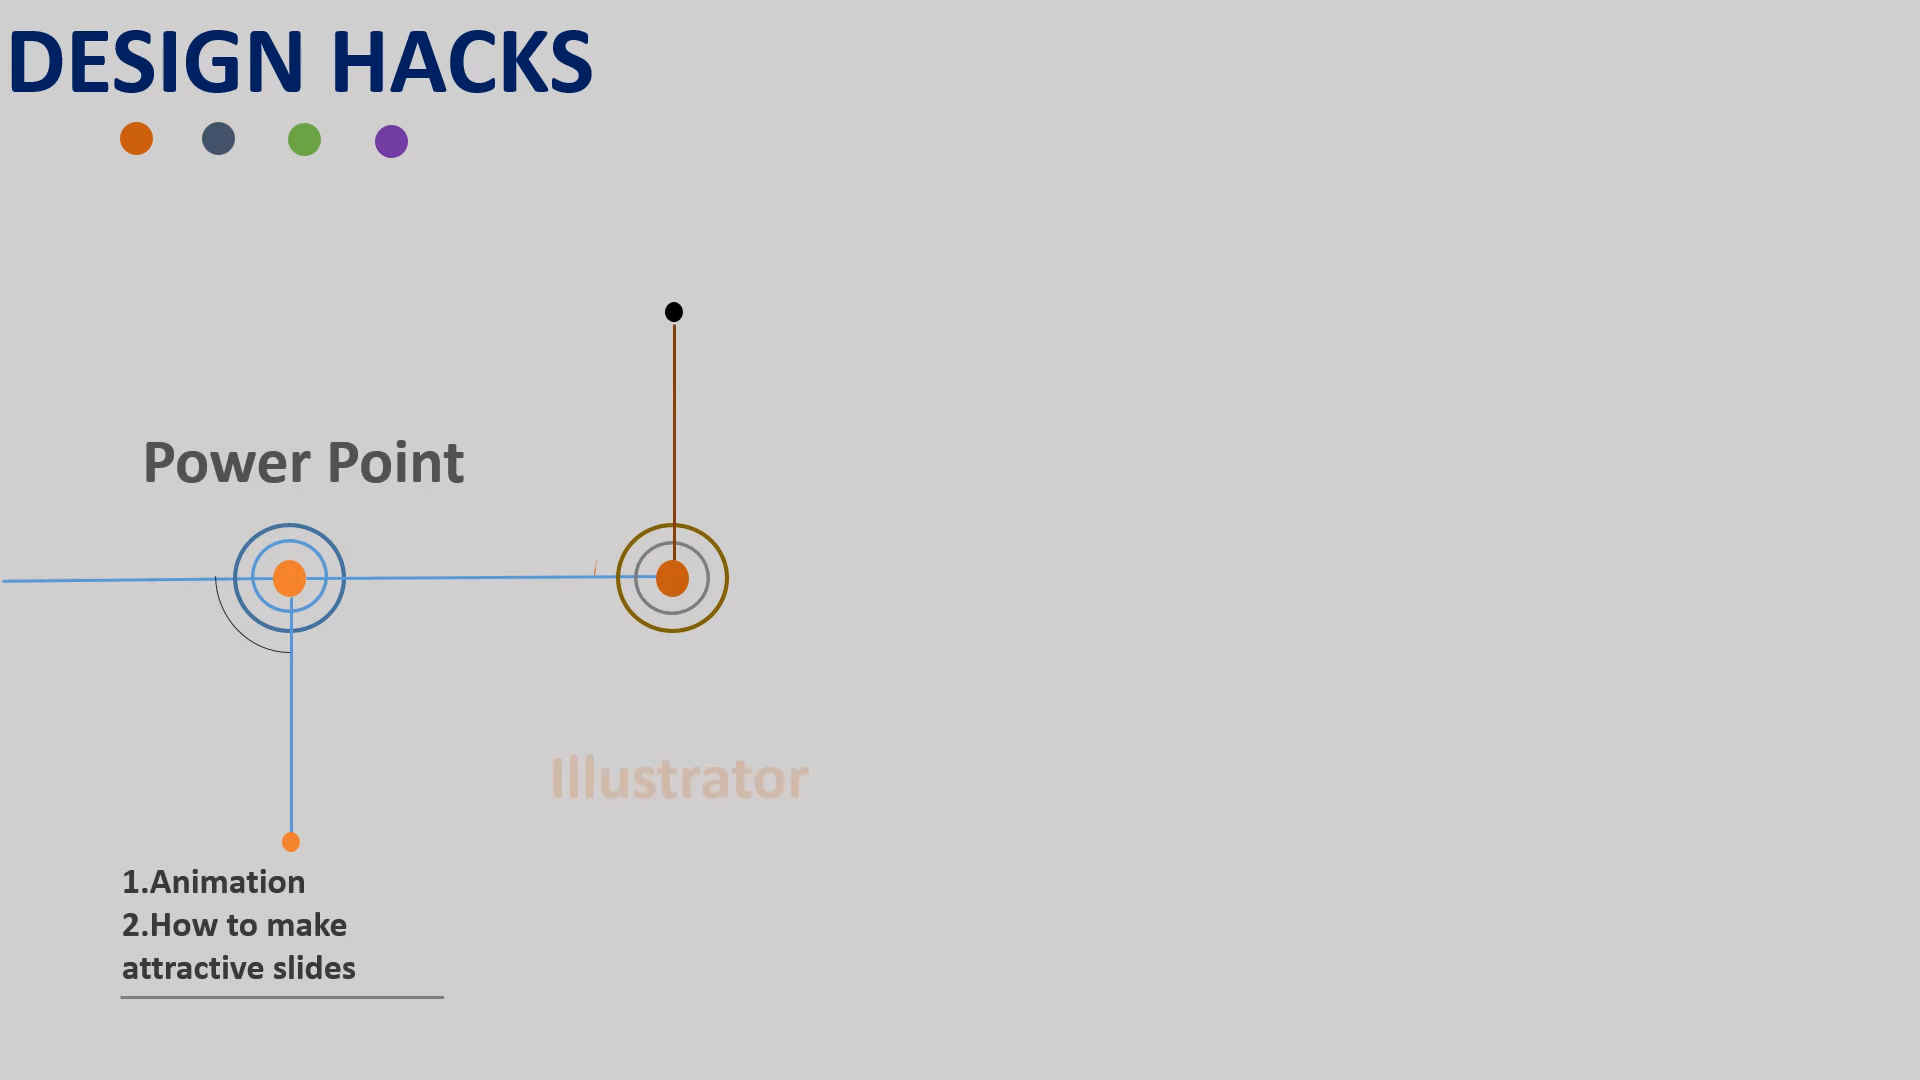 DESIGN HACKS
Power Point
Illustrator
1.Animation
2.How to make
attractive slides